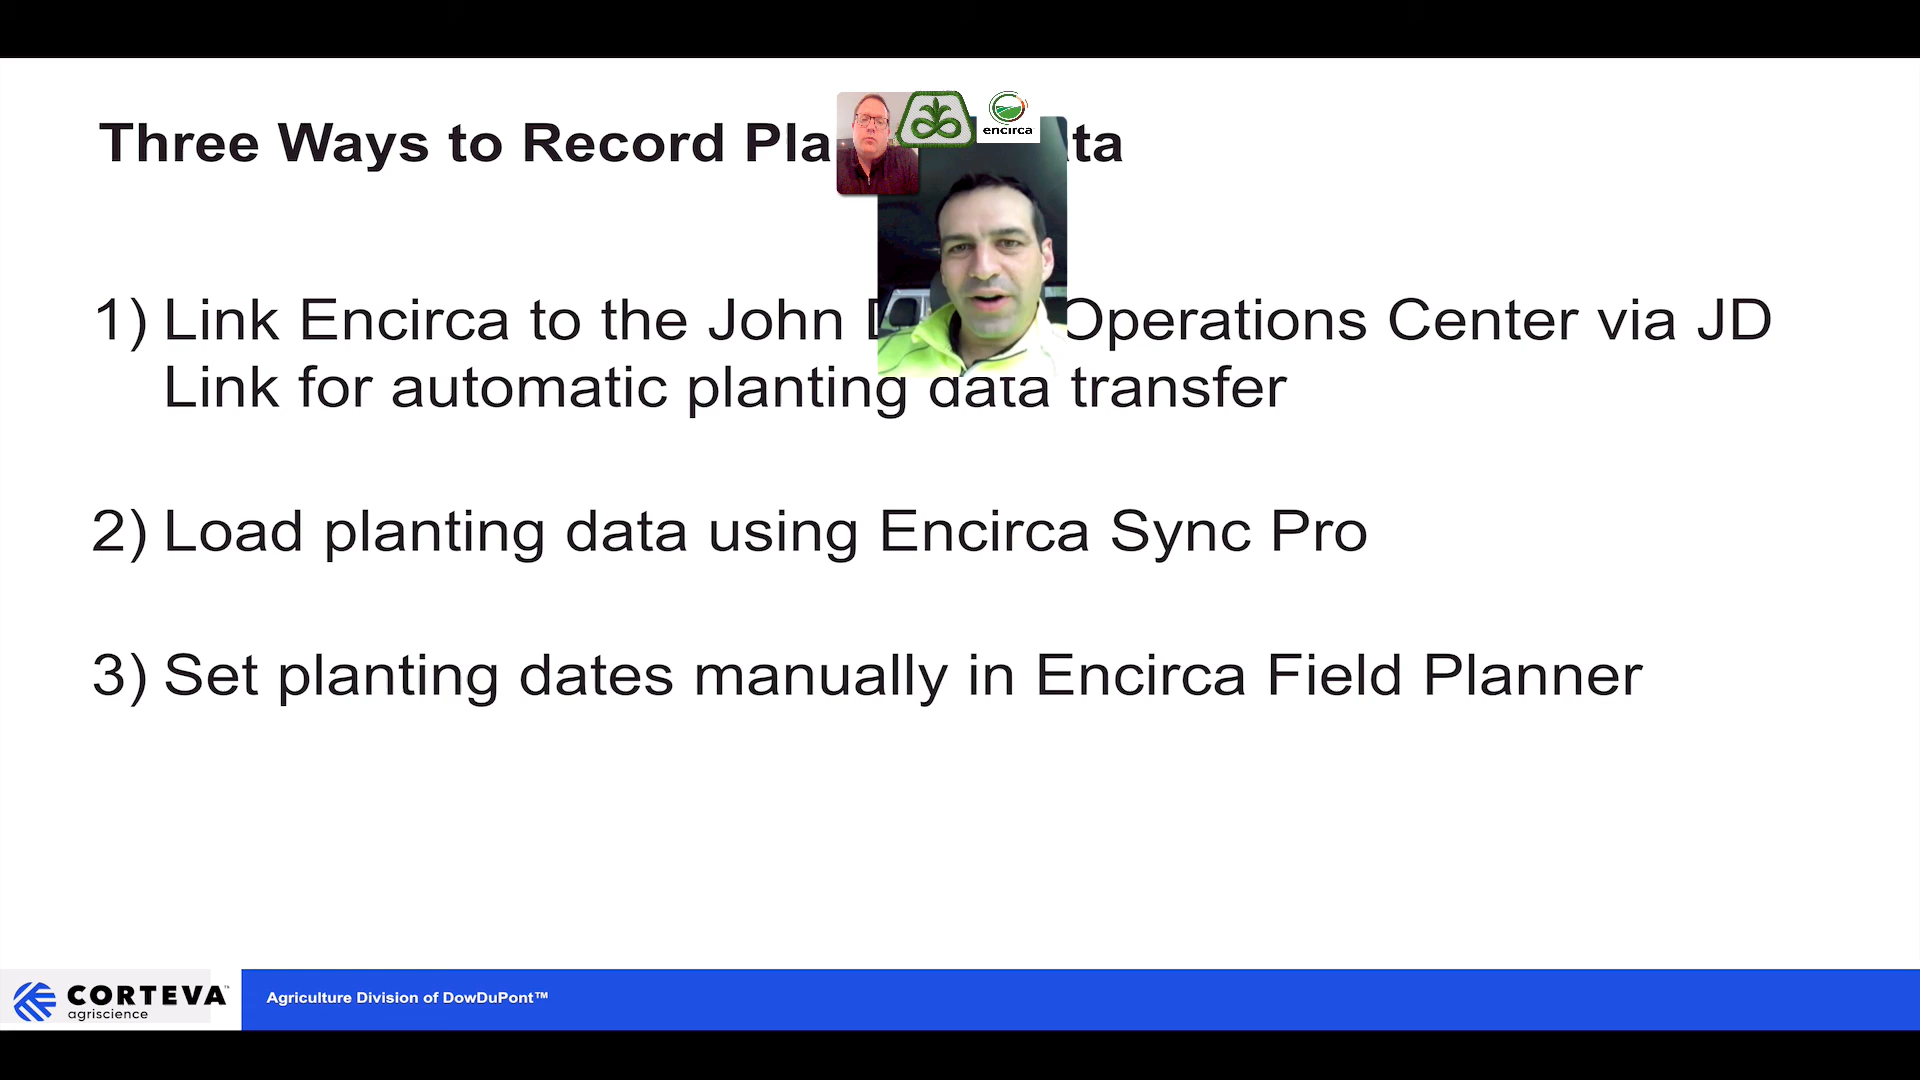 Three Ways to Record Pla ta
encirca
1) Link Encirca to the John Operations Center via JD
Link for automatic planting data transfer
2) Load planting data using Encirca Sync Pro
3) Set planting dates manually in Encirca Field Planner
CORTEVA™
agriscience
Agriculture Division of DowDuPont™